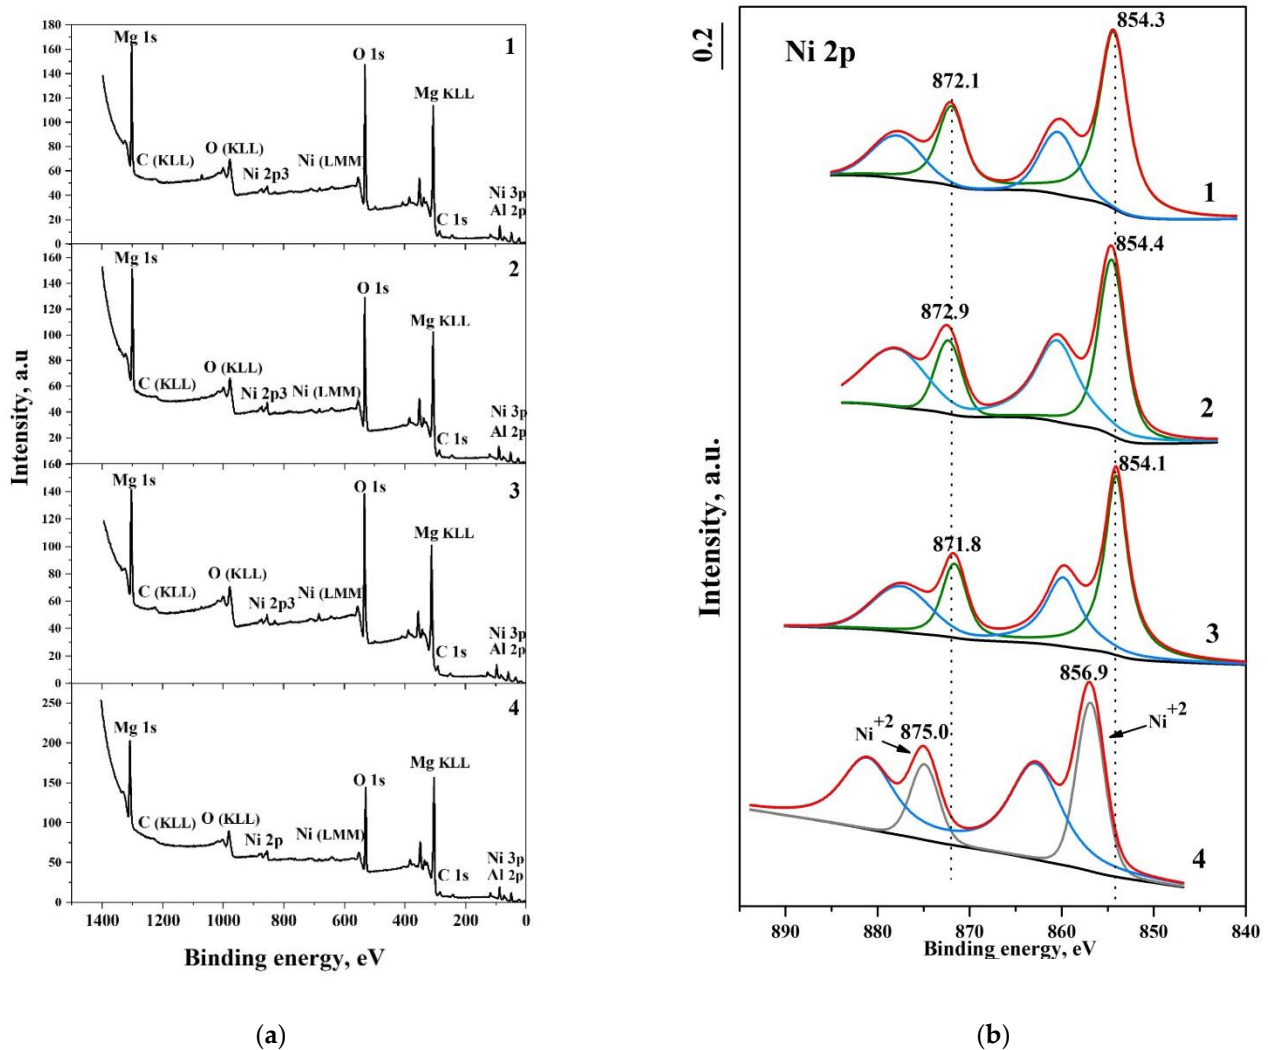 180
160
140
120
100
80
60
40
20
0
Mg 1s
C (KLL)
O (KLL)
Ni 2p3
Ni (LMM)
O 1s
Mg KLL
C 1s
Ni 3p
Al 2p
1
160
140
120
100
80
60
40
20
Mg 1s
C (KLL)
O (KLL)
Ni 2p3
Ni (LMM)
O 1s
Mg KLL
C 1s
Ni 3p
Al 2p
2
160
140
120
100
80
60
40
20
0
Mg 1s
C (KLL)
O (KLL)
Ni 2p3
Ni (LMM)
O 1s
Mg KLL
C 1s
Ni 3p
Al 2p
3
250
200
150
100
50
0
Mg 1s
C (KLL)
O (KLL)
Ni 2p
Ni (LMM)
O 1s
Mg KLL
C 1s
Ni 3p
Al 2p
4
Intensity, a.u
1400 1200 1000 800 600 400 200 0
Binding energy, eV
(a)
0.2
Ni 2p
872.1
854.3
1
872.9
854.4
2
871.8
854.1
3
Ni+2
875.0
856.9
Ni+2
4
Intensity, a.u.
890 880 870 860 850 840
Binding energy, eV
(b)